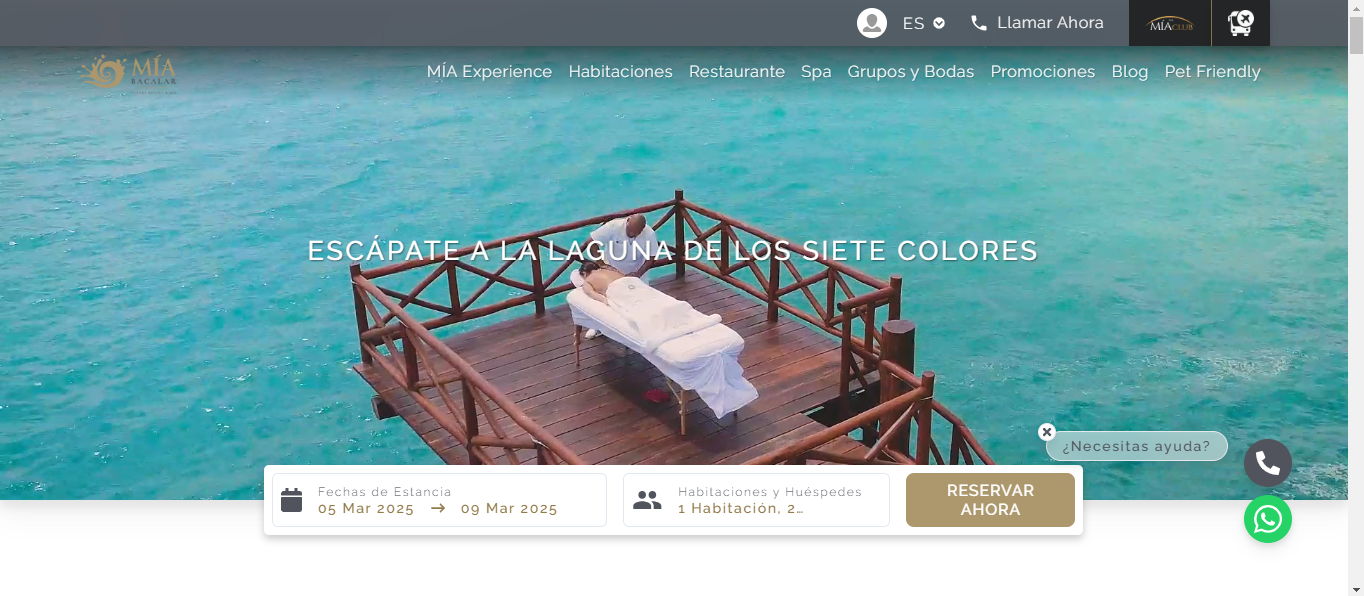 ES
Llamar Ahora
MÍA CLUB
MÍA
BACALAR
MÍA Experience
Habitaciones
Restaurante
Spa
Grupos y Bodas
Promociones
Blog
Pet Friendly
ESCÁPATE A LA LAGUNA DE LOS SIETE COLORES
¿Necesitas ayuda?
Fechas de Estancia
05 Mar 2025 → 09 Mar 2025
Habitaciones y Huéspedes
1 Habitación, 2...
RESERVAR
AHORA